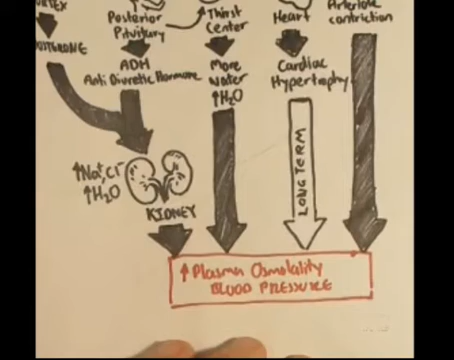 Posterior
Pituitary
Thirst
Center
Heart
Arteriole
contriction
ADH
Anti Diuretic Hormone
More
Water
↑H₂O
Cardiac
Hypertrophy
↑Na⁺, Cl⁻
↑H₂O
KIDNEY
LONG TERM
↑Plasma Osmolality
BLOOD PRESSURE